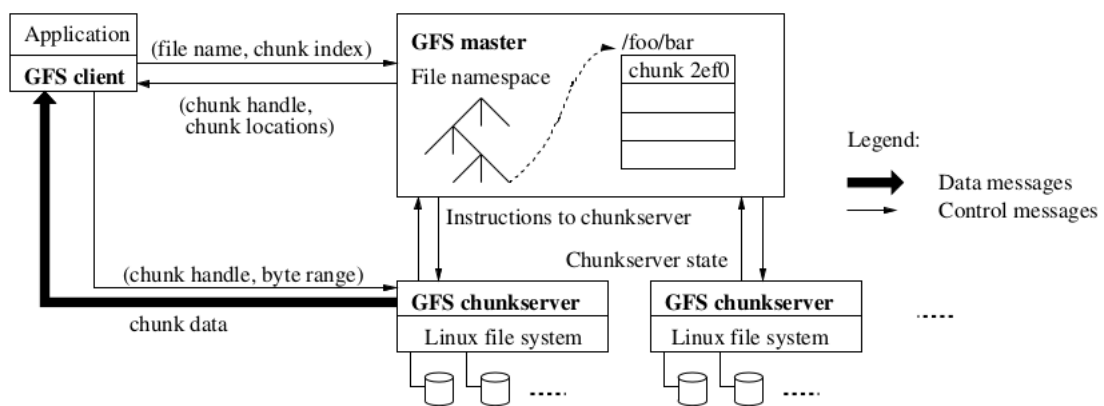 Application
GFS client
(file name, chunk index)
(chunk handle,
chunk locations)
GFS master
File namespace
/foo/bar
chunk 2ef0
Legend:
Data messages
Control messages
Instructions to chunkserver
Chunkserver state
(chunk handle, byte range)
chunk data
GFS chunkserver
Linux file system
GFS chunkserver
Linux file system